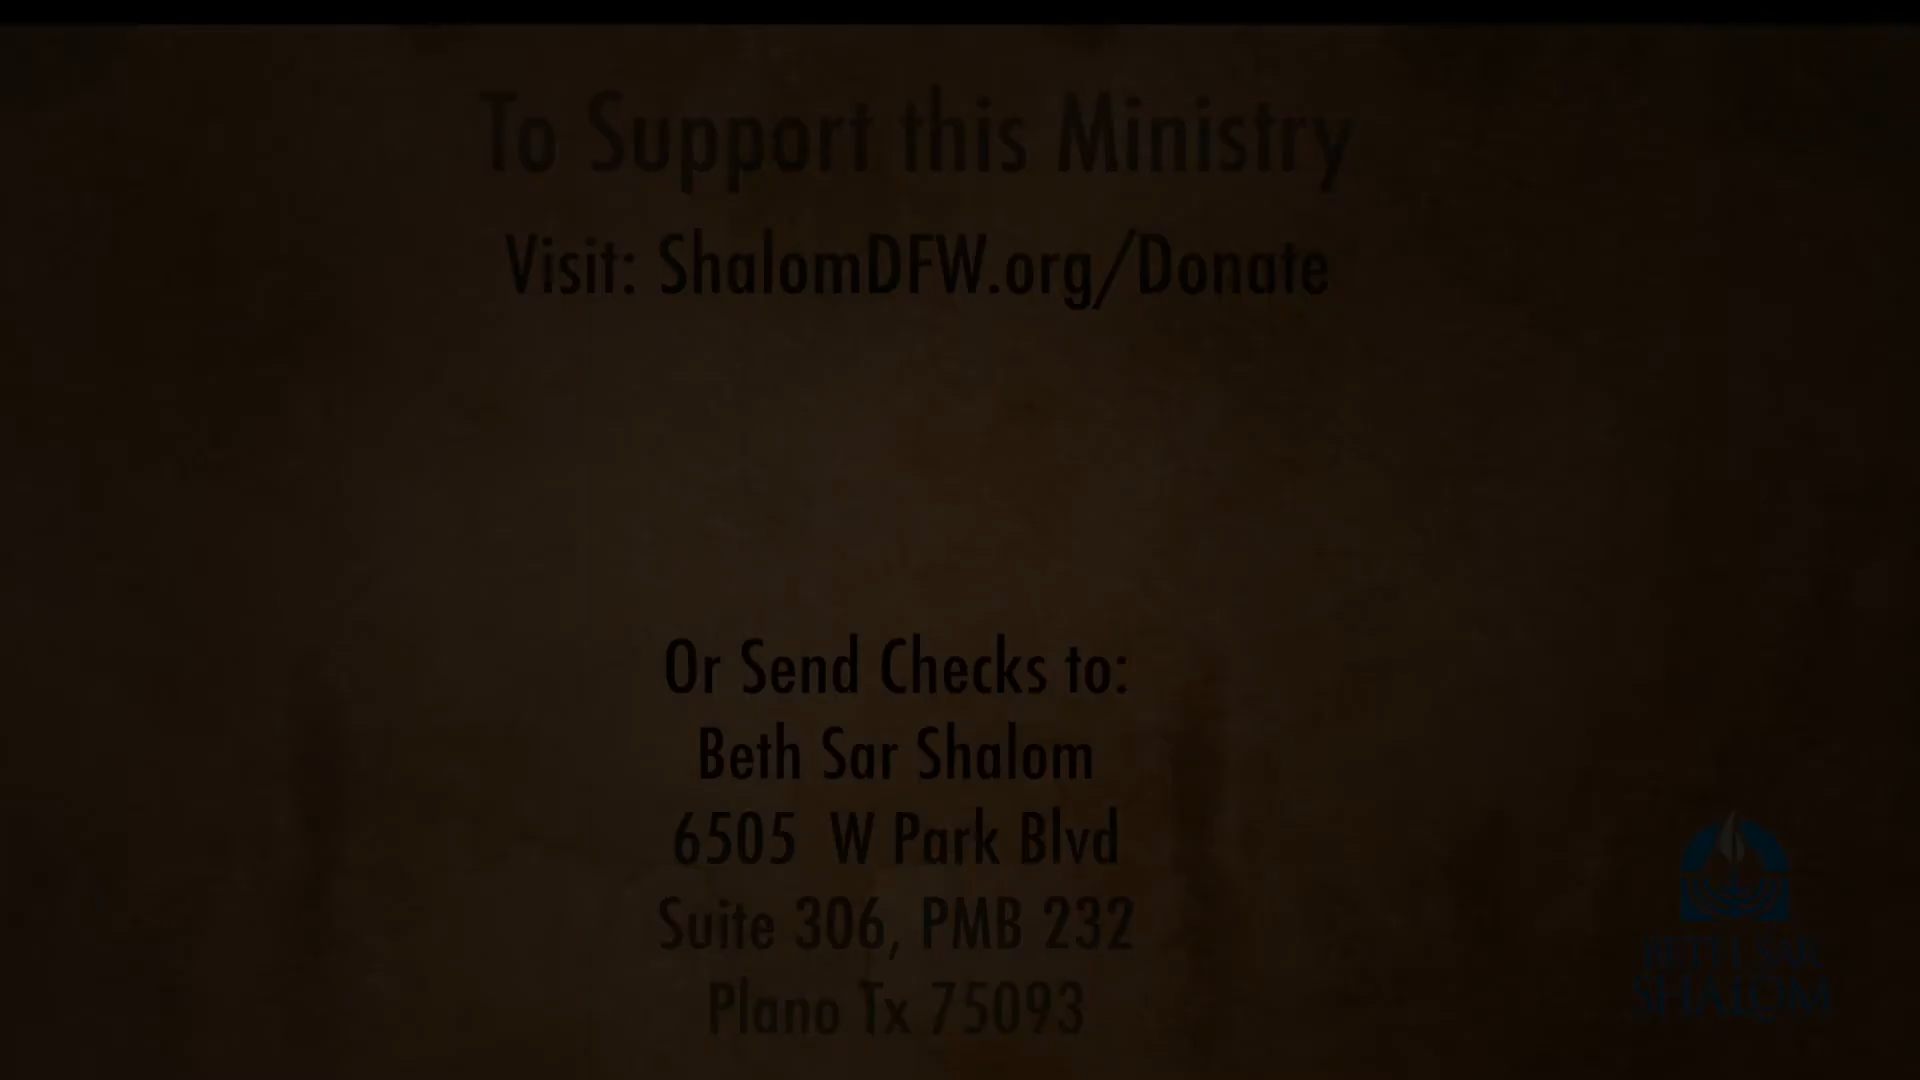 To Support this Ministry
Visit: ShalomDFW.org/Donate
Or Send Checks to:
Beth Sar Shalom
6505 W Park Blvd
Suite 306, PMB 232
Plano Tx 75093
BETH SAR
SHALOM